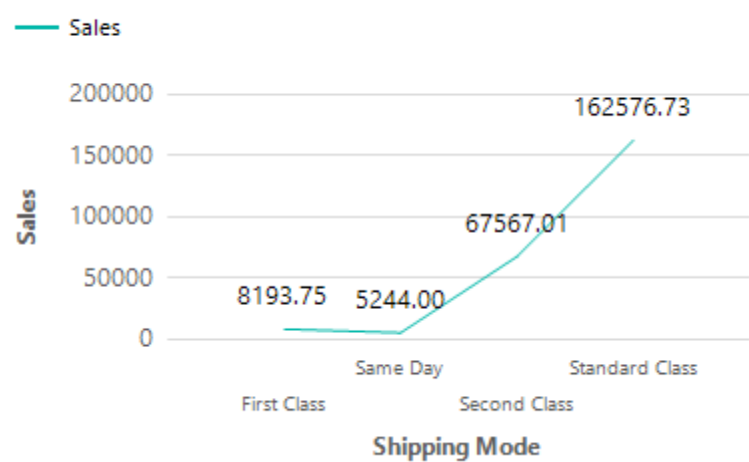 Sales
200000
162576.73
150000
Sales
100000
67567.01
50000
8193.75
5244.00
0
Same Day
Standard Class
First Class
Second Class
Shipping Mode